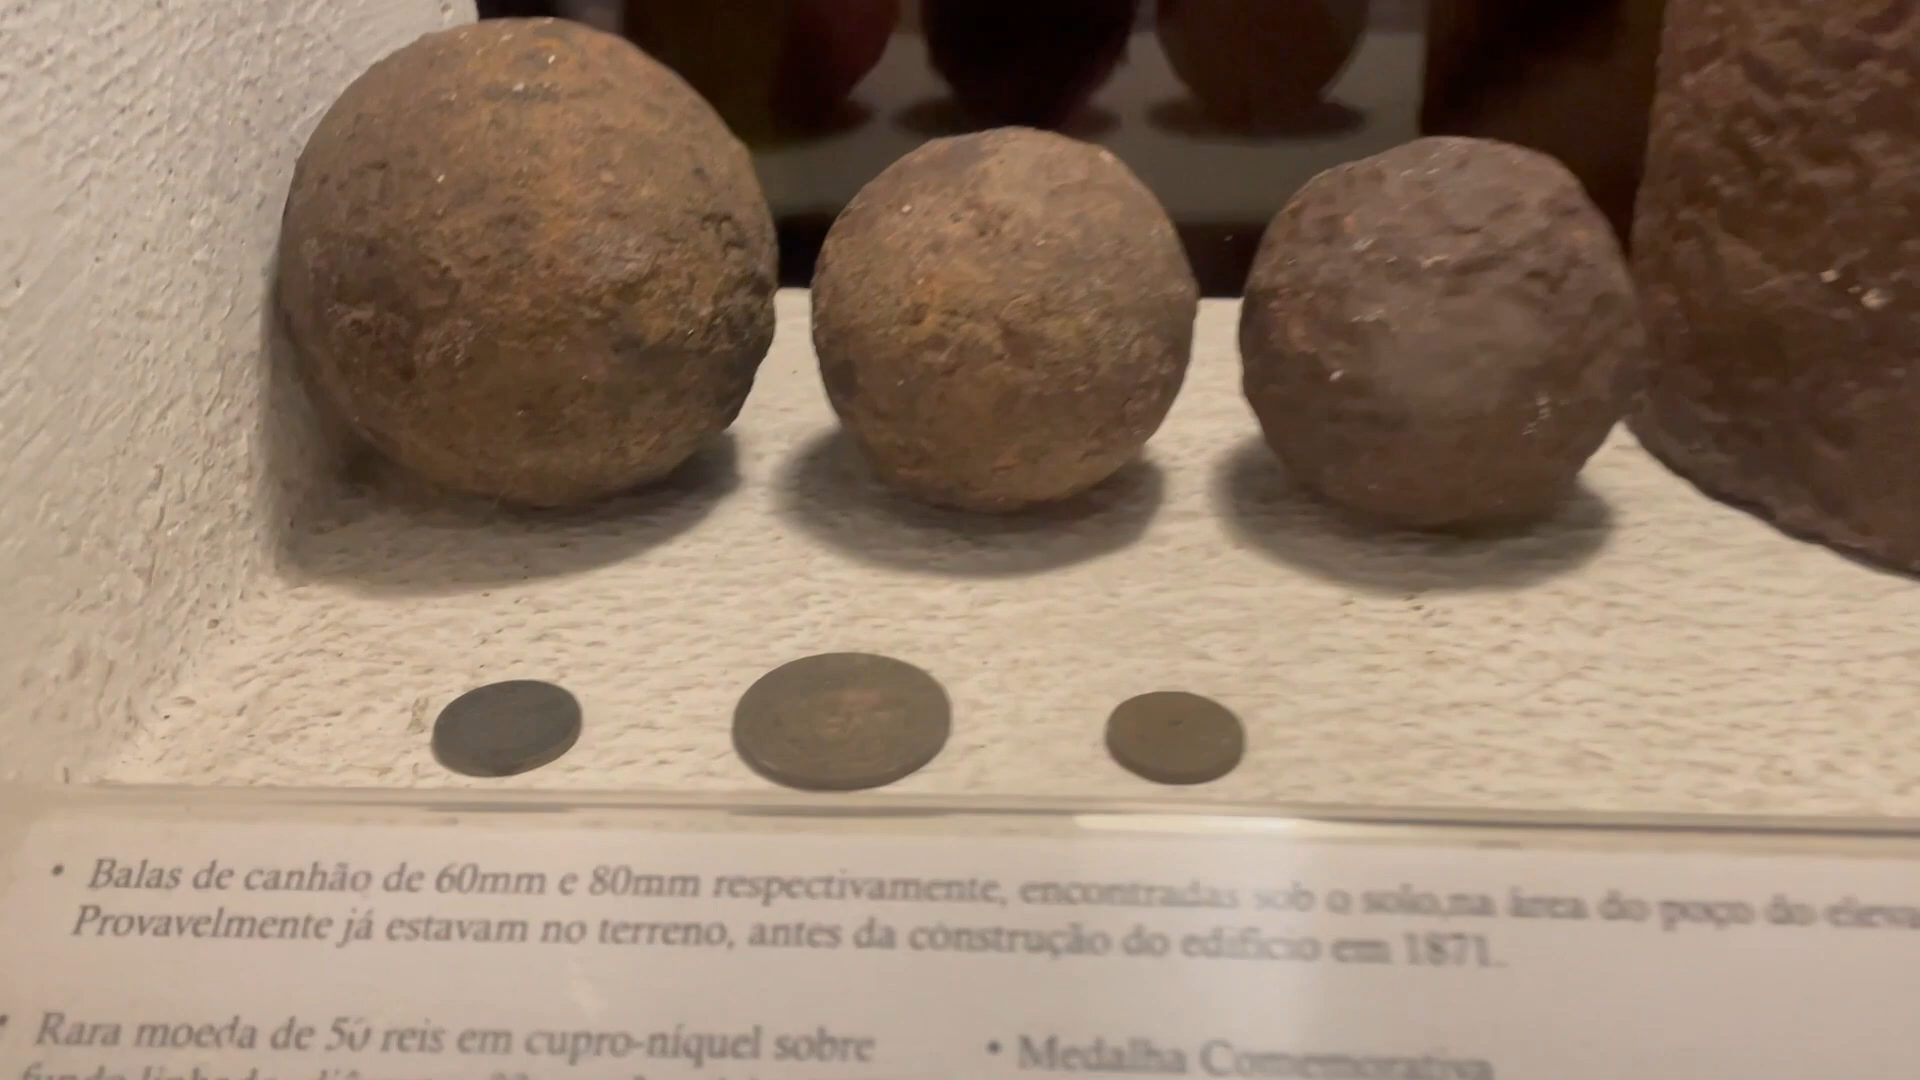 • Balas de canhão de 60mm e 80mm respectivamente, encontradas sob o solo,na área do poço do
Provavelmente já estavam no terreno, antes da construção do edifício em 1871.
• Rara moeda de 50 reis em cupro-níquel sobre
• Medalha Comemorativa